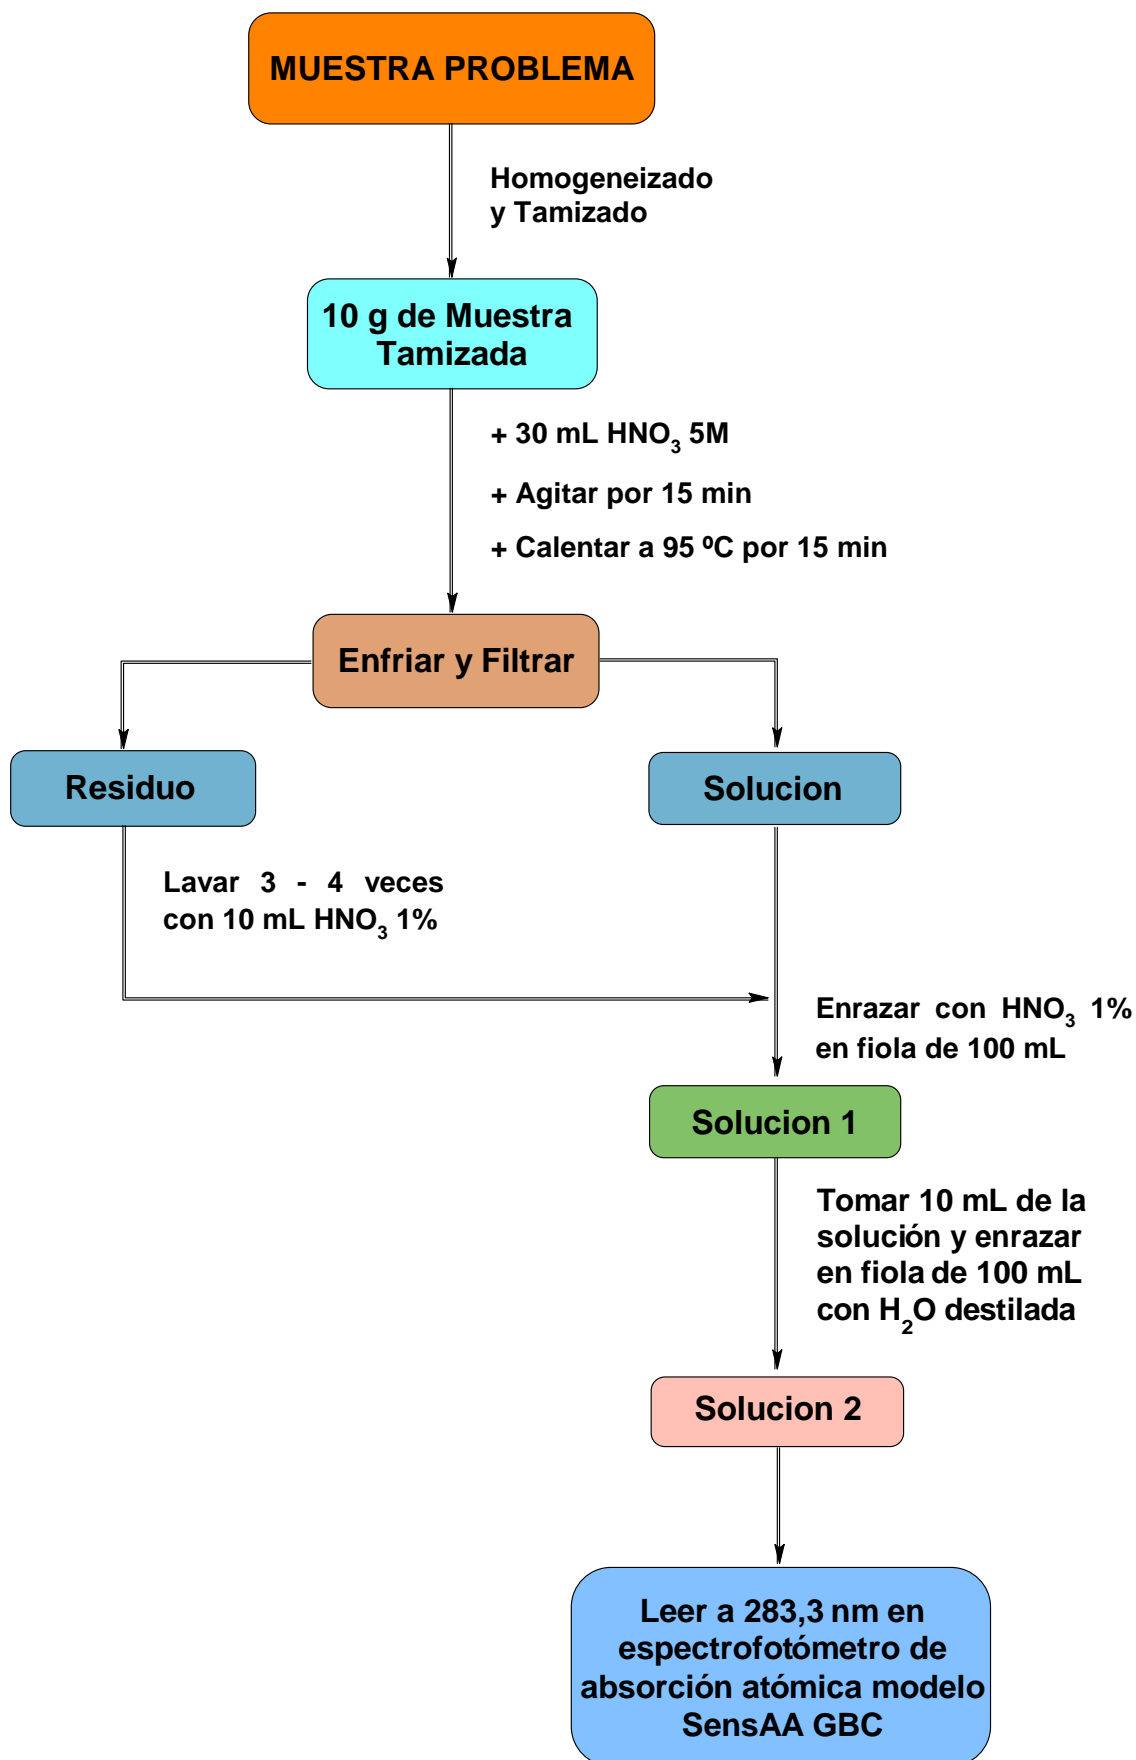 MUESTRA PROBLEMA
Homogeneizado
y Tamizado
10 g de Muestra
Tamizada
+ 30 mL HNO₃ 5M
+ Agitar por 15 min
+ Calentar a 95 ºC por 15 min
Enfriar y Filtrar
Residuo
Solucion
Lavar 3 - 4 veces
con 10 mL HNO₃ 1%
Enrazar con HNO₃ 1%
en fiola de 100 mL
Solucion 1
Tomar 10 mL de la
solución y enrazar
en fiola de 100 mL
con H₂O destilada
Solucion 2
Leer a 283,3 nm en
espectrofotómetro de
absorción atómica modelo
SensAA GBC